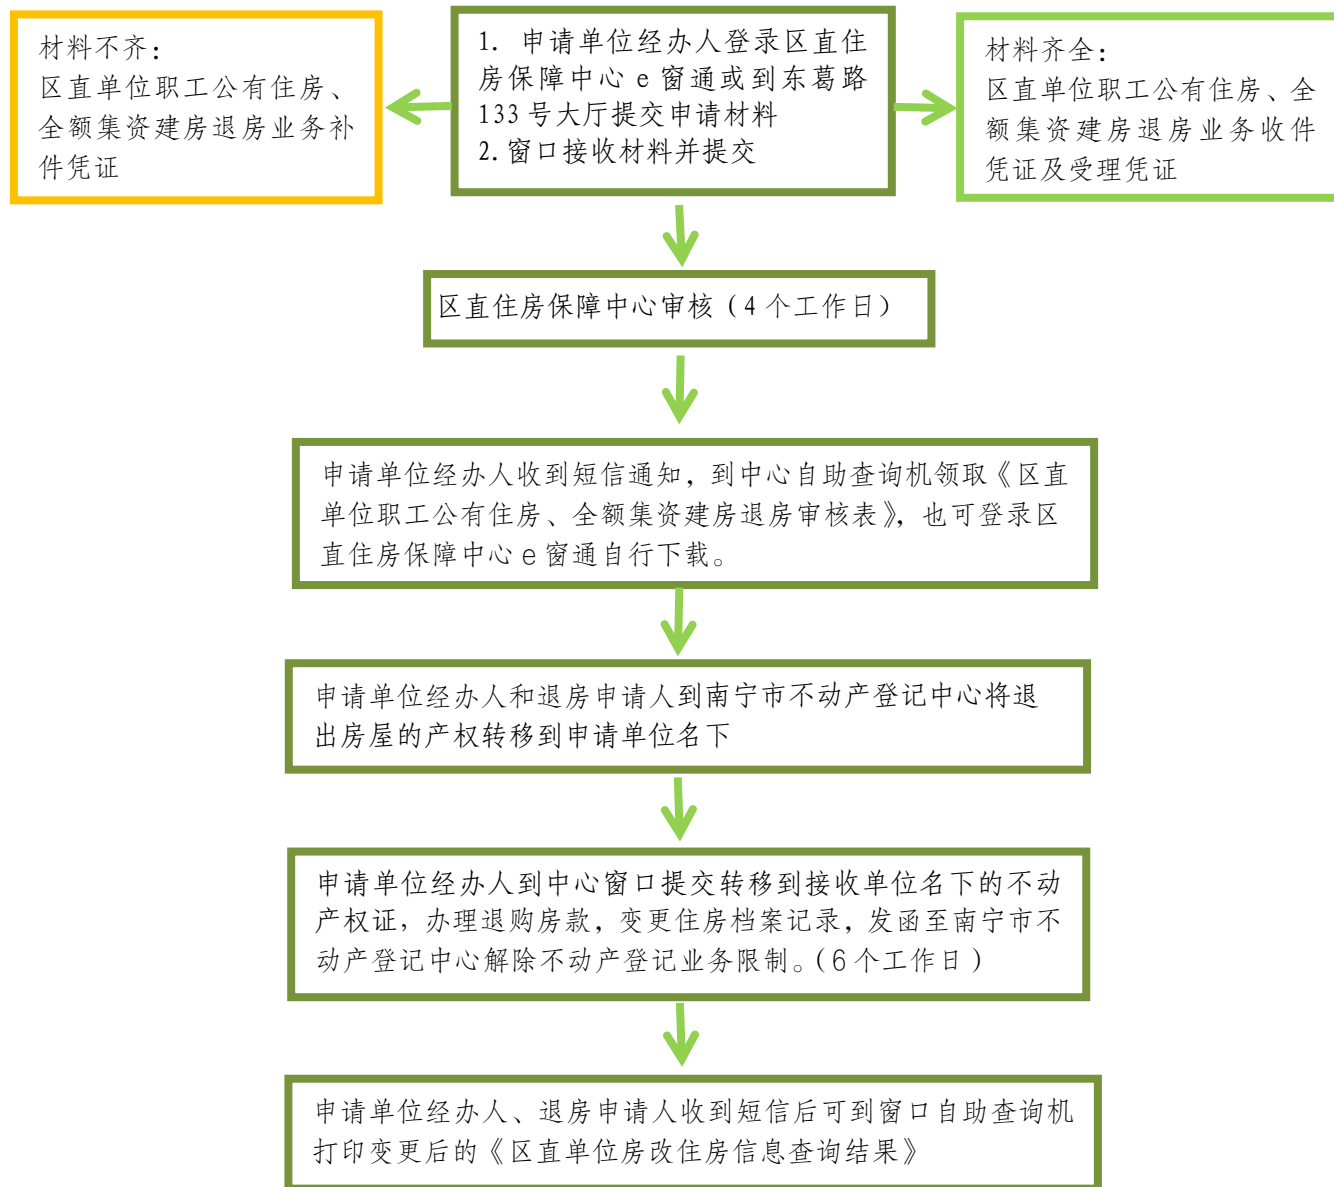 材料不齐：
区直单位职工公有住房、
全额集资建房退房业务补
件凭证
1. 申请单位经办人登录区直住
房保障中心 e 窗通或到东葛路
133 号大厅提交申请材料
2. 窗口接收材料并提交
材料齐全：
区直单位职工公有住房、全
额集资建房退房业务收件
凭证及受理凭证
区直住房保障中心审核（4 个工作日）
申请单位经办人收到短信通知，到中心自助查询机领取《区直
单位职工公有住房、全额集资建房退房审核表》，也可登录区
直住房保障中心 e 窗通自行下载。
申请单位经办人和退房申请人到南宁市不动产登记中心将退
出房屋的产权转移到申请单位名下
申请单位经办人到中心窗口提交转移到接收单位名下的不动
产权证，办理退购房款，变更住房档案记录，发函至南宁市不
动产登记中心解除不动产登记业务限制。（6 个工作日）
申请单位经办人、退房申请人收到短信后可到窗口自助查询机
打印变更后的《区直单位房改住房信息查询结果》